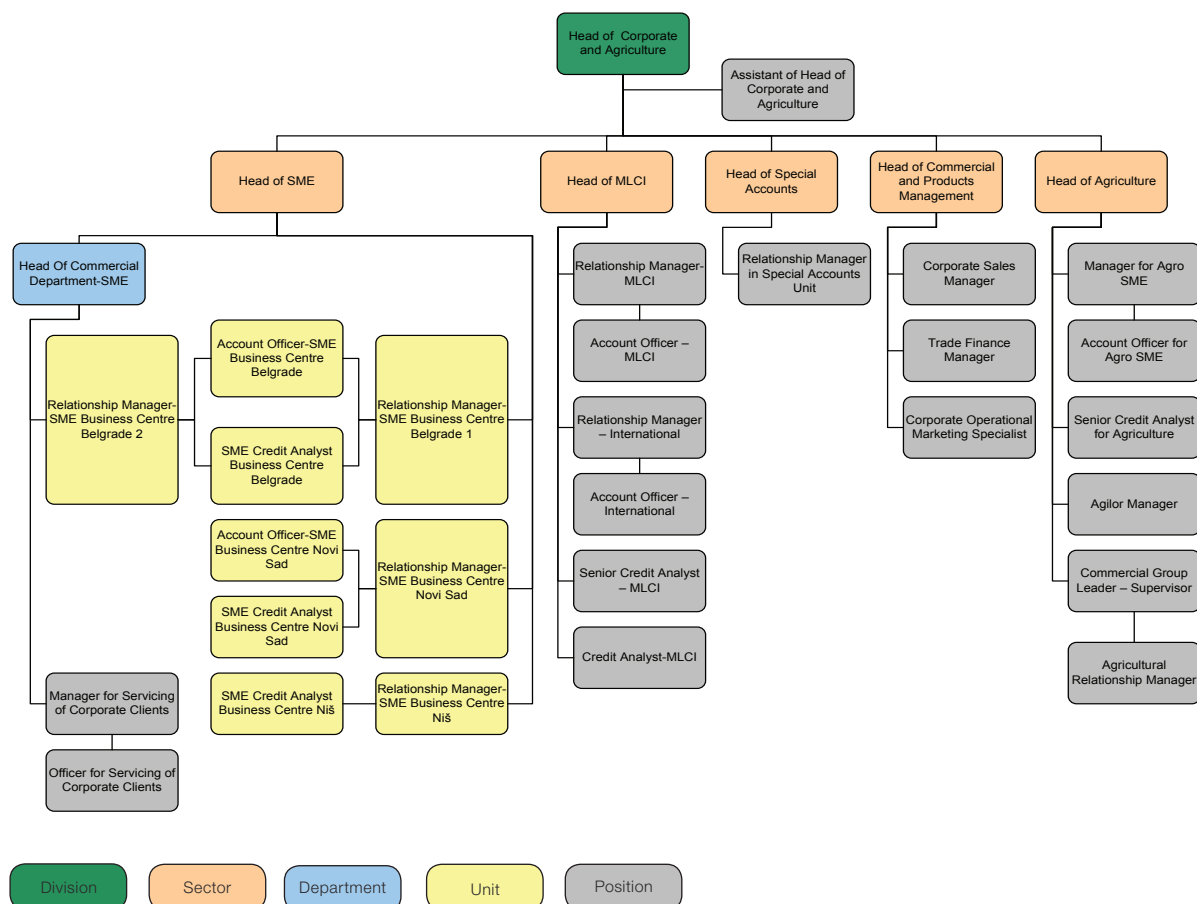 Head of Corporate
and Agriculture
Assistant of Head of
Corporate and
Agriculture
Head of SME
Head of MLCI
Head of Special
Accounts
Head of Commercial
and Products
Management
Head of Agriculture
Head Of Commercial
Department-SME
Relationship Manager-
SME Business Centre
Belgrade 2
Account Officer-SME
Business Centre
Belgrade
SME Credit Analyst
Business Centre
Belgrade
Relationship Manager-
SME Business Centre
Belgrade 1
Account Officer-SME
Business Centre Novi
Sad
SME Credit Analyst
Business Centre Novi
Sad
Relationship Manager-
SME Business Centre
Novi Sad
Manager for Servicing
of Corporate Clients
SME Credit Analyst
Business Centre Niš
Relationship Manager-
SME Business Centre
Niš
Officer for Servicing of
Corporate Clients
Relationship Manager-
MLCI
Account Officer –
MLCI
Relationship Manager
– International
Account Officer –
International
Senior Credit Analyst
– MLCI
Credit Analyst-MLCI
Relationship Manager
in Special Accounts
Unit
Corporate Sales
Manager
Trade Finance
Manager
Corporate Operational
Marketing Specialist
Manager for Agro
SME
Account Officer for
Agro SME
Senior Credit Analyst
for Agriculture
Agilor Manager
Commercial Group
Leader – Supervisor
Agricultural
Relationship Manager
Division
Sector
Department
Unit
Position